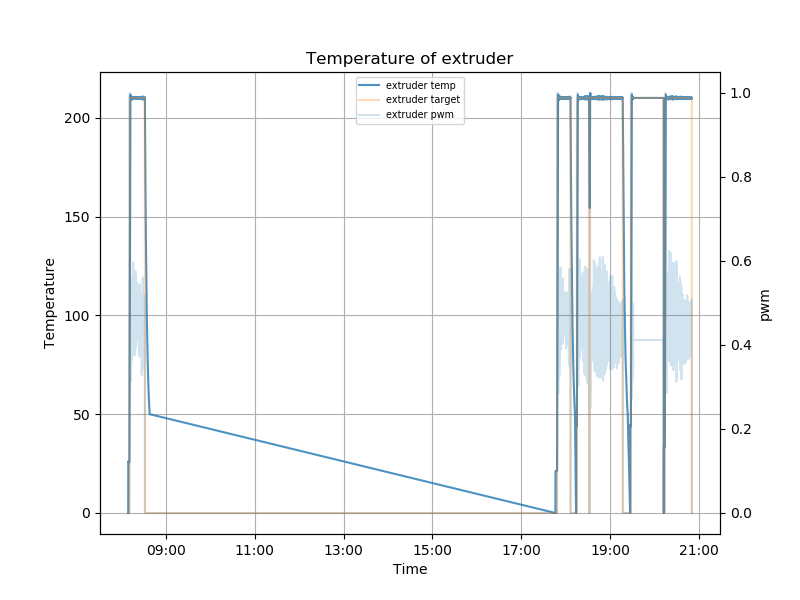 Temperature of extruder
extruder temp
extruder target
extruder pwm
Temperature
200
150
100
50
0
1.0
0.8
0.6
0.4
0.2
0.0
pwm
09:00 11:00 13:00 15:00 17:00 19:00 21:00
Time